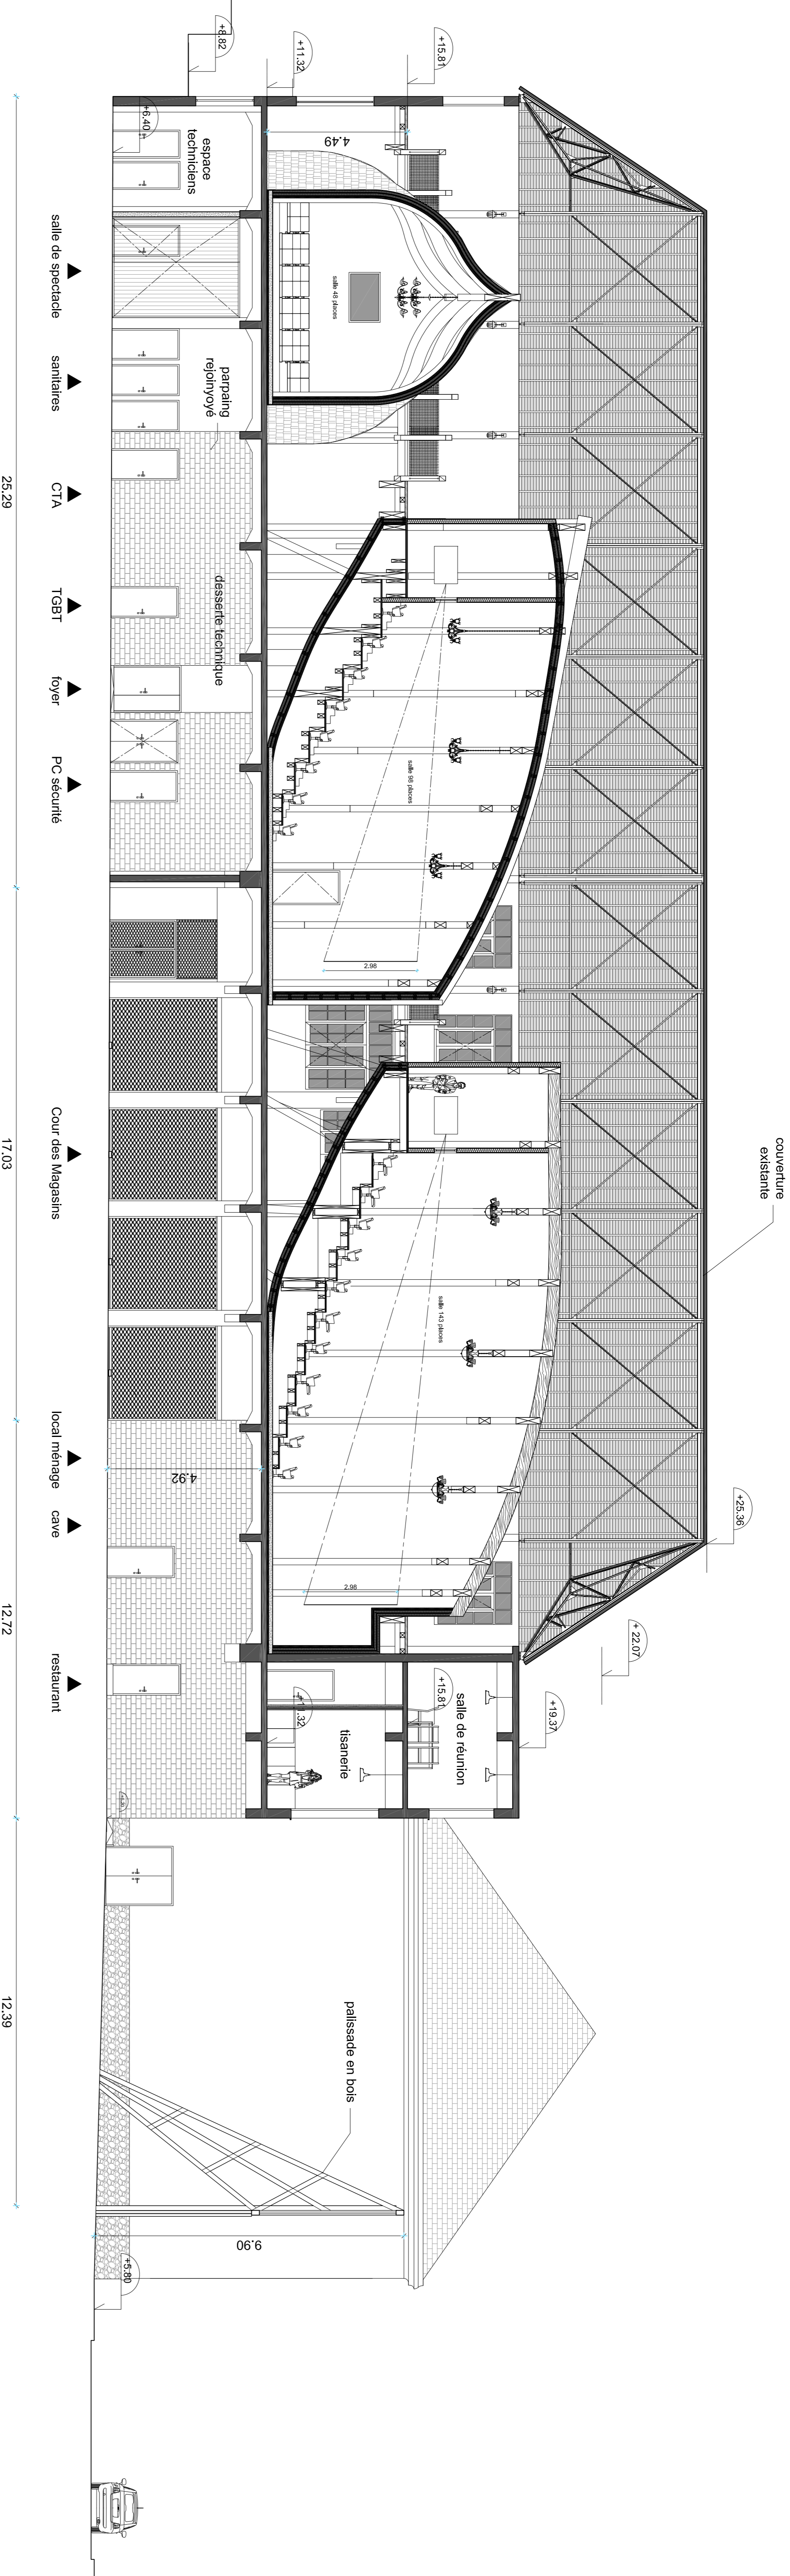 couverture
existante
+25.36
+ 22.07
+19.37
+15.81
+11.32
+8.82
+6.40
4.49
espace
techniciens
salle 48 places
salle 98 places
2.98
salle 143 places
2.98
salle de réunion
+15.81
tisanerie
parpaing
rejoinyoyé
desserte technique
4.92
palissade en bois
9.90
+5.80
salle de spectacle
sanitaires
CTA
TGBT
foyer
PC sécurité
Cour des Magasins
local ménage
cave
restaurant
25.29
17.03
12.72
12.39